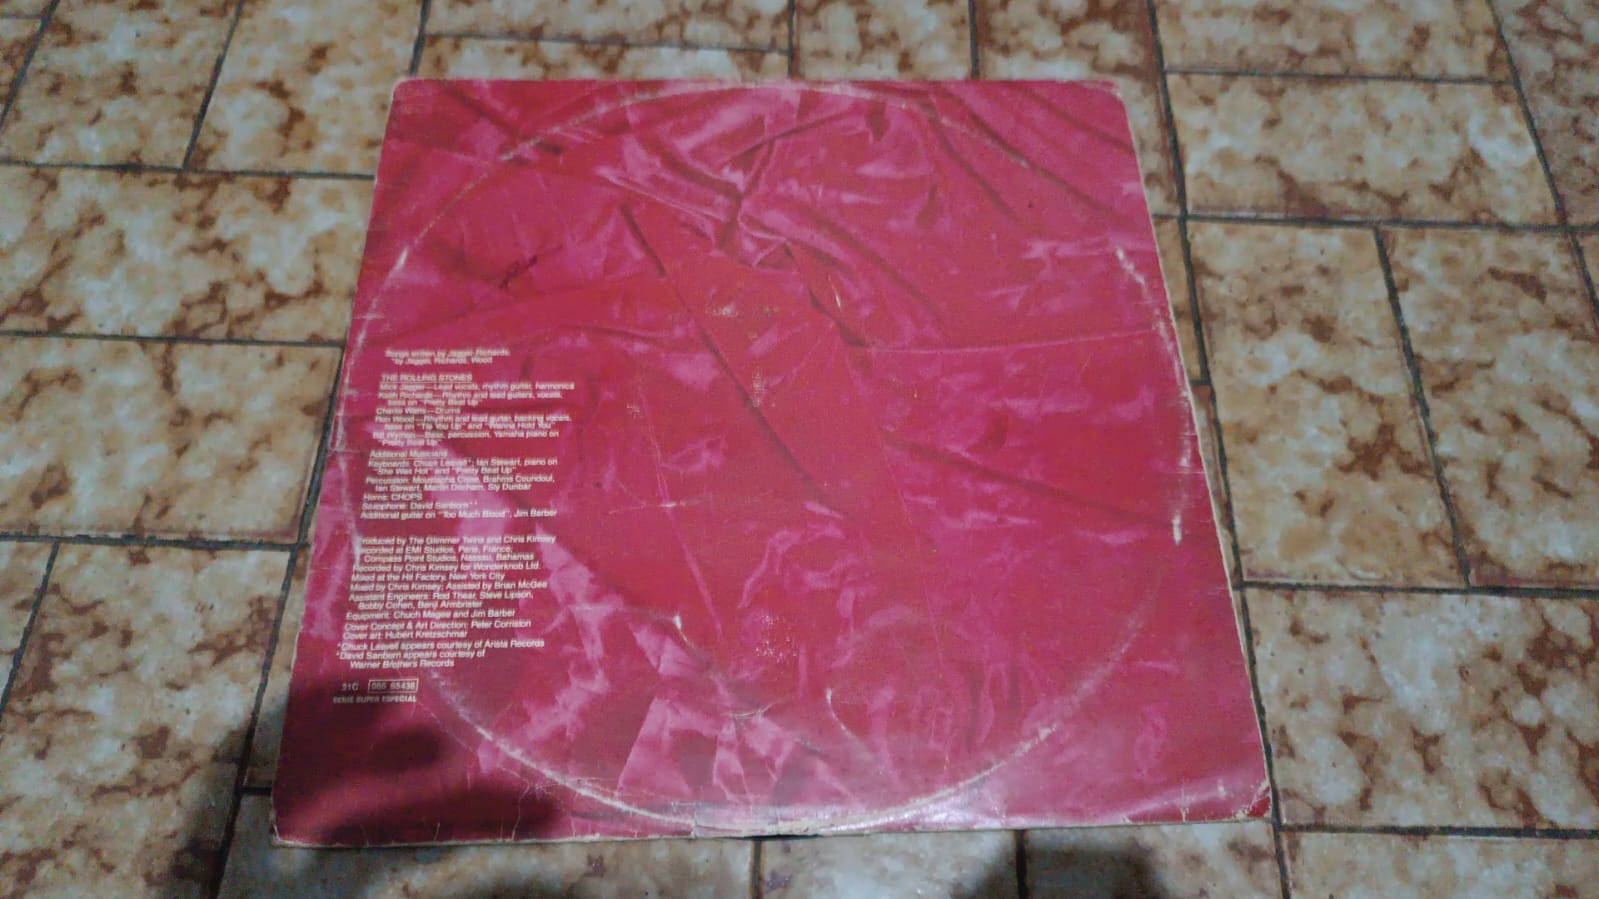 Songs written by Jagger, Richards.
*by Jagger, Richards, Wood
THE ROLLING STONES
Mick Jagger—Lead vocals, rhythm guitar, harmonica
Keith Richards—Rhythm and lead guitars, vocals,
bass on "Pretty Beat Up"
Charlie Watts—Drums
Ron Wood—Rhythm and lead guitar, backing vocals,
bass on "Tie You Up" and "Wanna Hold You"
Bill Wyman—Bass, percussion, Yamaha piano on
"Pretty Beat Up"
Additional Musicians
Keyboards: Chuck Leavell*; Ian Stewart, piano on
"She Was Hot" and "Pretty Beat Up"
Percussion: Moustapha Cisse, Brahms Coundoul,
Ian Stewart, Martin Ditcham, Sly Dunbar
Horns: CHOPS
Saxophone: David Sanborn**
Additional guitar on "Too Much Blood", Jim Barber
Produced by The Glimmer Twins and Chris Kimsey
Recorded at EMI Studios, Paris, France;
Compass Point Studios, Nassau, Bahamas
Recorded by Chris Kimsey for Wonderknob Ltd.
Mixed at the Hit Factory, New York City
Mixed by Chris Kimsey; Assisted by Brian McGee
Assistant Engineers: Rod Thear, Steve Lipson,
Bobby Cohen, Benji Armbrister
Equipment: Chuch Magee and Jim Barber
Cover Concept & Art Direction: Peter Corriston
Cover art: Hubert Kretzschmar
*Chuck Leavell appears courtesy of Arista Records
*David Sanborn appears courtesy of
Warner Brothers Records
31C 065 65438
SERIE SUPER ESPECIAL